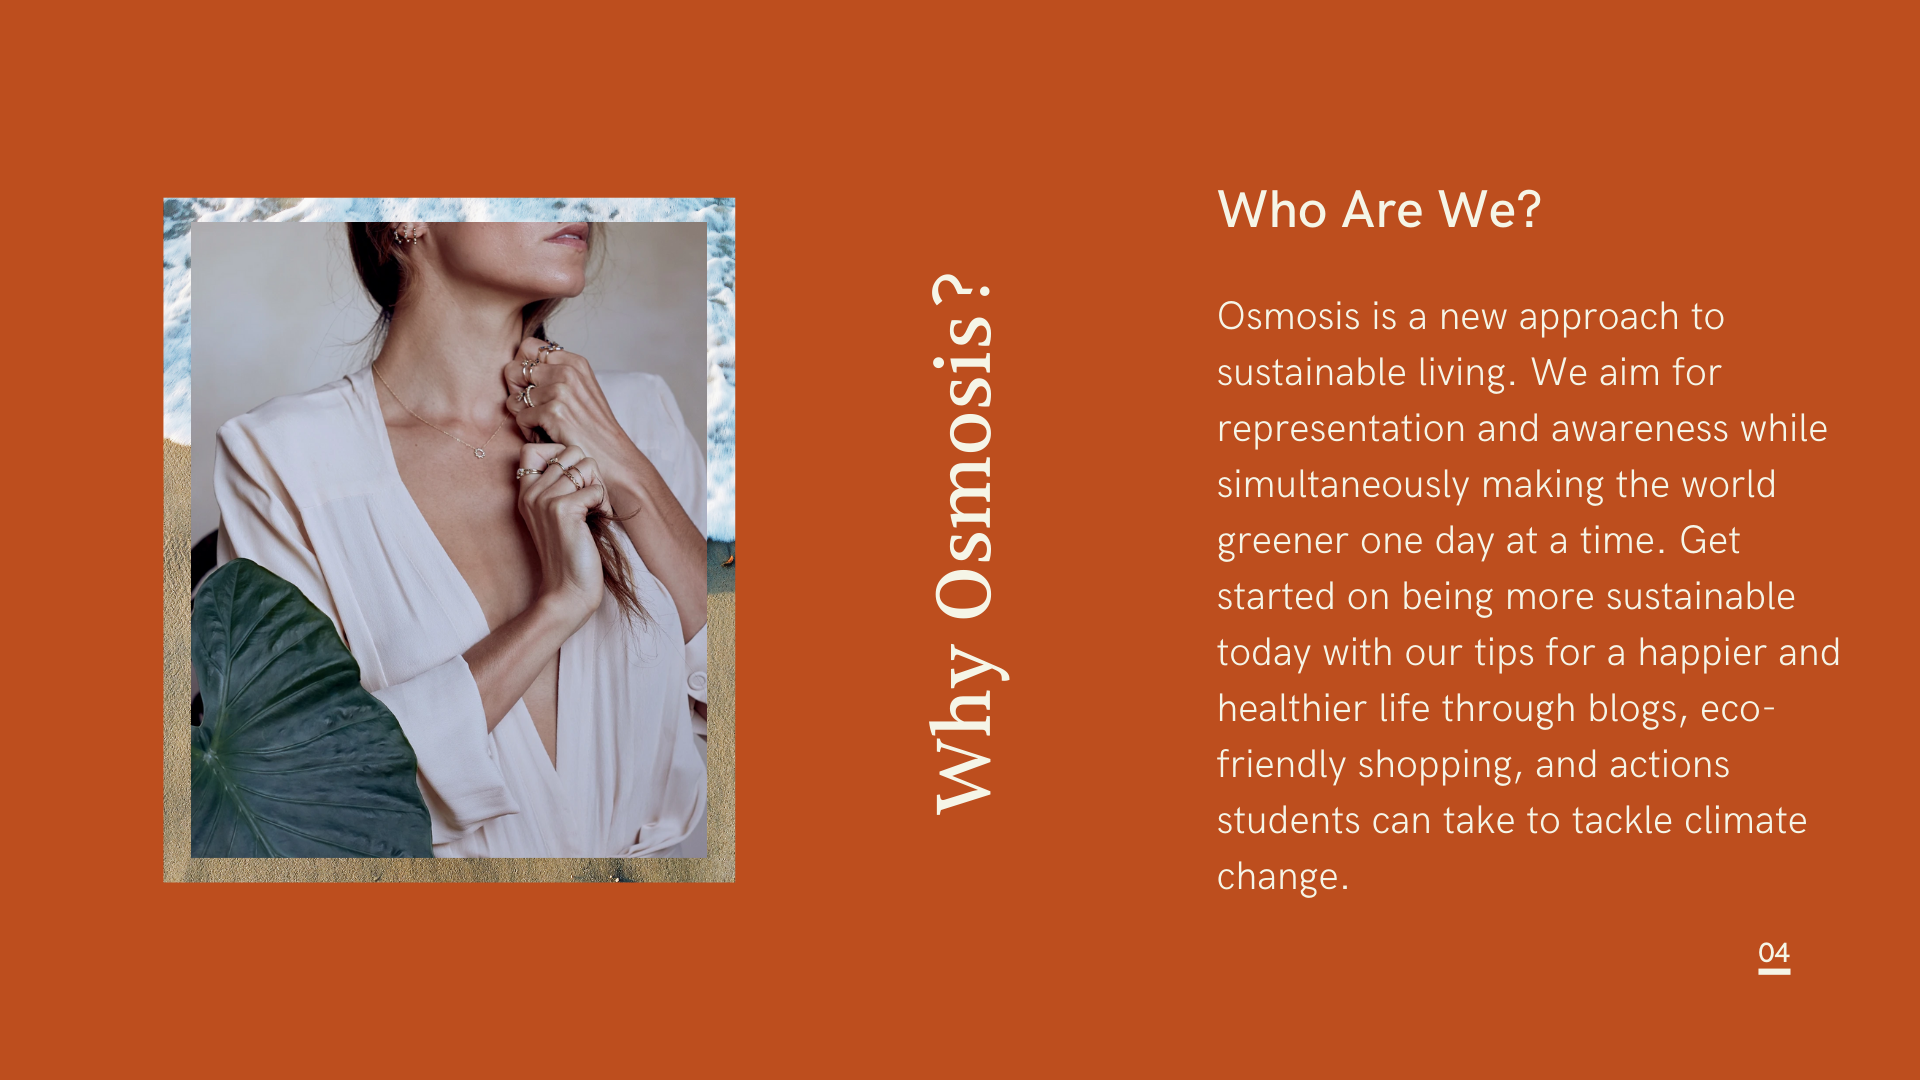 Why Osmosis?
Who Are We?
Osmosis is a new approach to
sustainable living. We aim for
representation and awareness while
simultaneously making the world
greener one day at a time. Get
started on being more sustainable
today with our tips for a happier and
healthier life through blogs, eco-
friendly shopping, and actions
students can take to tackle climate
change.
04